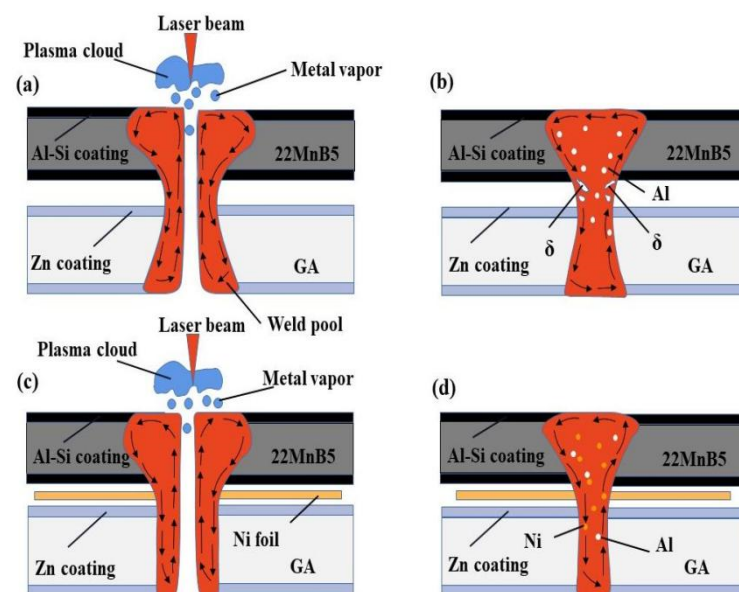 Laser beam
Plasma cloud
Metal vapor
(a)
Al-Si coating
22MnB5
Zn coating
GA
Weld pool
(b)
Al-Si coating
22MnB5
Al
δ
δ
Zn coating
GA
Laser beam
Plasma cloud
Metal vapor
(c)
Al-Si coating
22MnB5
Ni foil
Zn coating
GA
(d)
Al-Si coating
22MnB5
Ni
Al
Zn coating
GA